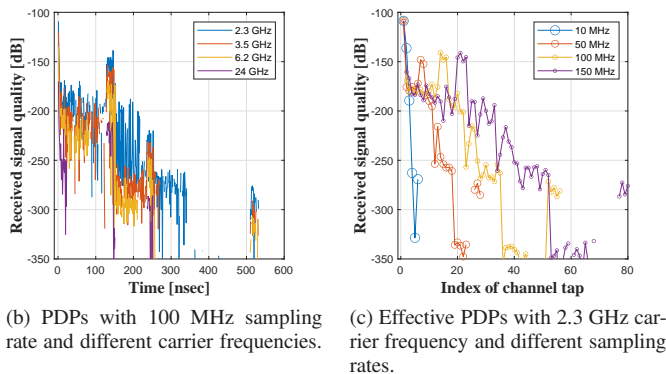 -100
-150
-200
-250
-300
-350
Received signal quality [dB]
0
100
200
300
400
500
600
Time [nsec]
2.3 GHz
3.5 GHz
6.2 GHz
24 GHz
(b) PDPs with 100 MHz sampling
rate and different carrier frequencies.
-100
-150
-200
-250
-300
-350
Received signal quality [dB]
0
20
40
60
80
Index of channel tap
10 MHz
50 MHz
100 MHz
150 MHz
(c) Effective PDPs with 2.3 GHz car-
rier frequency and different sampling
rates.